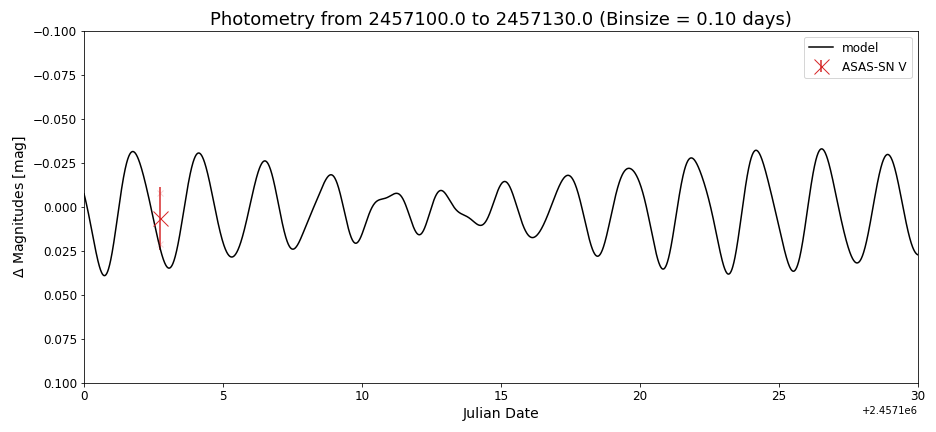 Photometry from 2457100.0 to 2457130.0 (Binsize = 0.10 days)
−0.100
−0.075
−0.050
−0.025
0.000
0.025
0.050
0.075
0.100
Δ Magnitudes [mag]
model
ASAS-SN V
0 5 10 15 20 25 30
+2.4571e6
Julian Date